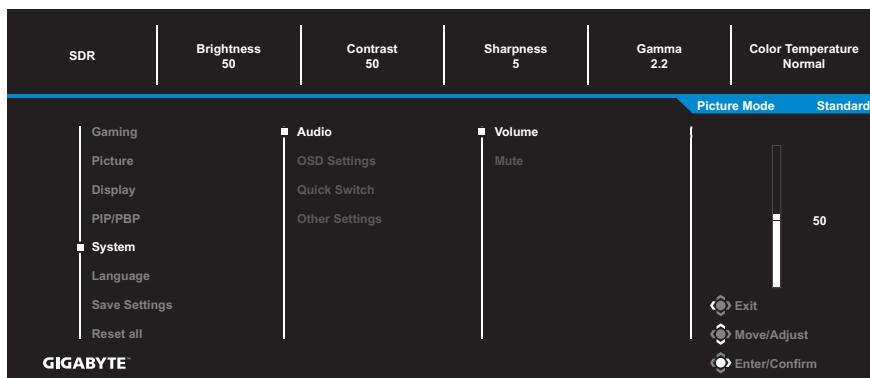 SDR Brightness Contrast Sharpness Gamma Color Temperature
50 50 5 2.2 Normal
Picture Mode Standard
Gaming Audio Volume
Picture OSD Settings Mute
Display Quick Switch
PIP/PBP Other Settings
50
System
Language
Save Settings
Exit
Reset all
Move/Adjust
GIGABYTE™
Enter/Confirm